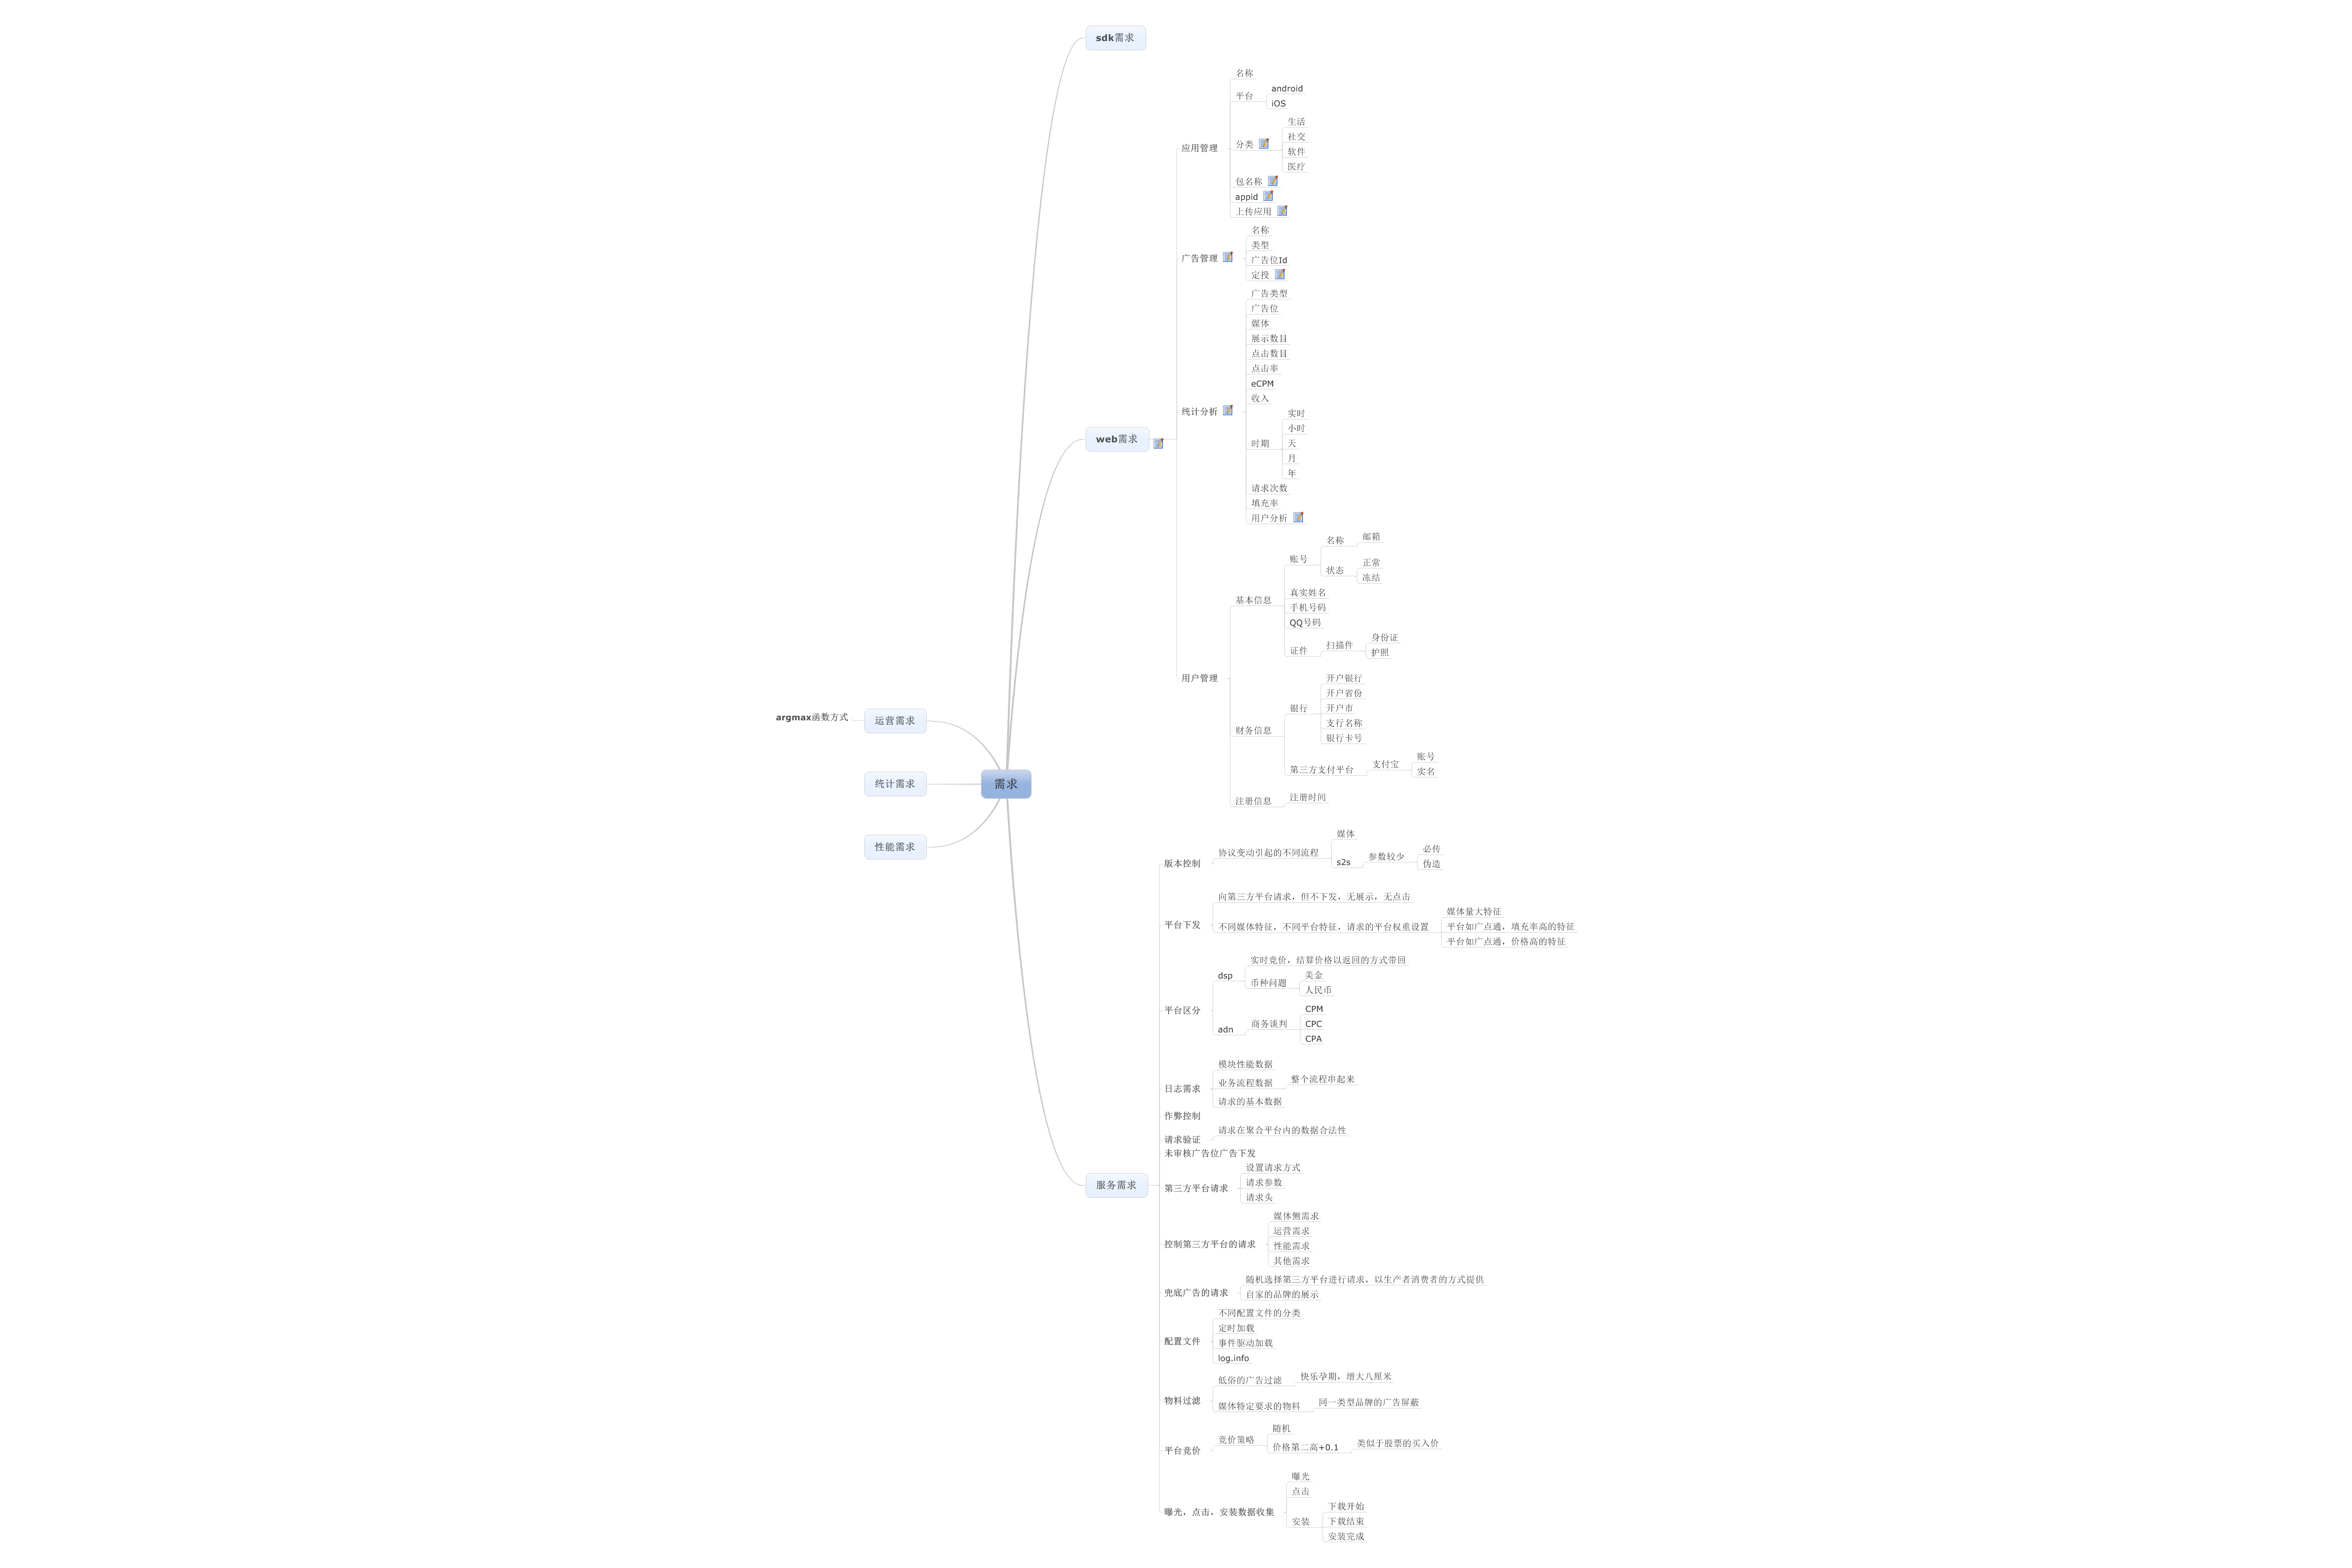 sdk需求
名称
平台
android
iOS
分类
生活
社交
软件
医疗
应用管理
包名称
appid
上传应用
广告管理
名称
类型
广告位Id
定投
web需求
统计分析
广告类型
广告位
媒体
展示数目
点击数目
点击率
eCPM
收入
时期
实时
小时
天
月
年
请求次数
填充率
用户分析
用户管理
基本信息
账号
名称
邮箱
状态
正常
冻结
真实姓名
手机号码
QQ号码
证件
扫描件
身份证
护照
财务信息
银行
开户银行
开户省份
开户市
支行名称
银行卡号
第三方支付平台
支付宝
账号
实名
注册信息
注册时间
argmax函数方式
运营需求
统计需求
需求
性能需求
服务需求
版本控制
协议变动引起的不同流程
媒体
s2s
参数较少
必传
伪造
平台下发
向第三方平台请求，但不下发，无展示，无点击
不同媒体特征，不同平台特征，请求的平台权重设置
媒体量大特征
平台如广点通，填充率高的特征
平台如广点通，价格高的特征
平台区分
dsp
实时竞价，结算价格以返回的方式带回
币种问题
美金
人民币
adn
商务谈判
CPM
CPC
CPA
日志需求
模块性能数据
业务流程数据
整个流程串起来
请求的基本数据
作弊控制
请求验证
请求在聚合平台内的数据合法性
未审核广告位广告下发
第三方平台请求
设置请求方式
请求参数
请求头
控制第三方平台的请求
媒体侧需求
运营需求
性能需求
其他需求
兜底广告的请求
随机选择第三方平台进行请求，以生产者消费者的方式提供
自家的品牌的展示
配置文件
不同配置文件的分类
定时加载
事件驱动加载
log.info
物料过滤
低俗的广告过滤
快乐孕期，增大八厘米
媒体特定要求的物料
同一类型品牌的广告屏蔽
平台竞价
竞价策略
随机
价格第二高+0.1
类似于股票的买入价
曝光，点击，安装数据收集
曝光
点击
安装
下载开始
下载结束
安装完成